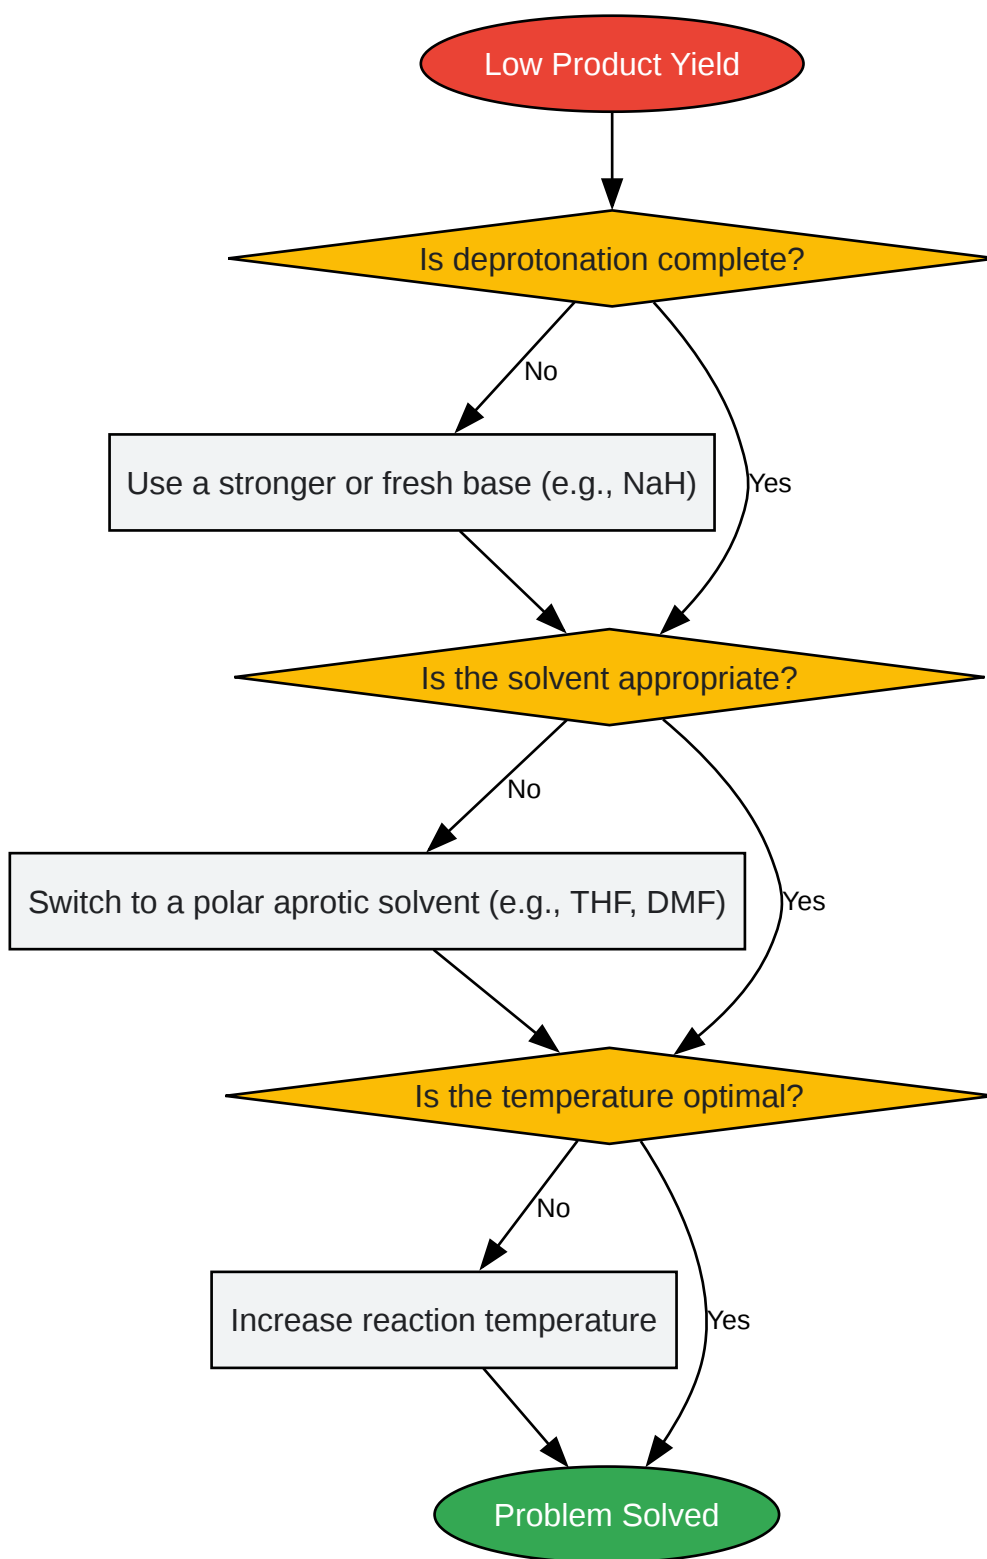 Low Product Yield
Is deprotonation complete?
No
Use a stronger or fresh base (e.g., NaH)
Yes
Is the solvent appropriate?
No
Switch to a polar aprotic solvent (e.g., THF, DMF)
Yes
Is the temperature optimal?
No
Increase reaction temperature
Yes
Problem Solved